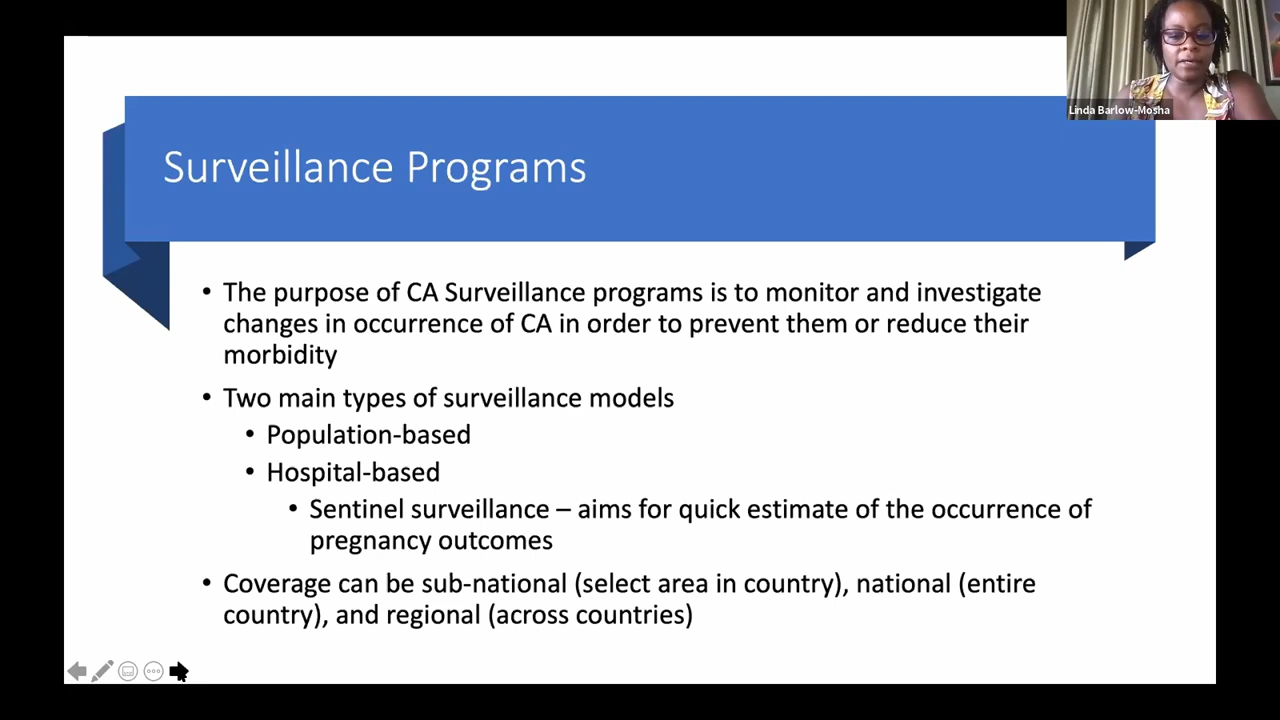 Linda Barlow-Mosha
Surveillance Programs
• The purpose of CA Surveillance programs is to monitor and investigate
changes in occurrence of CA in order to prevent them or reduce their
morbidity
• Two main types of surveillance models
• Population-based
• Hospital-based
• Sentinel surveillance – aims for quick estimate of the occurrence of
pregnancy outcomes
• Coverage can be sub-national (select area in country), national (entire
country), and regional (across countries)